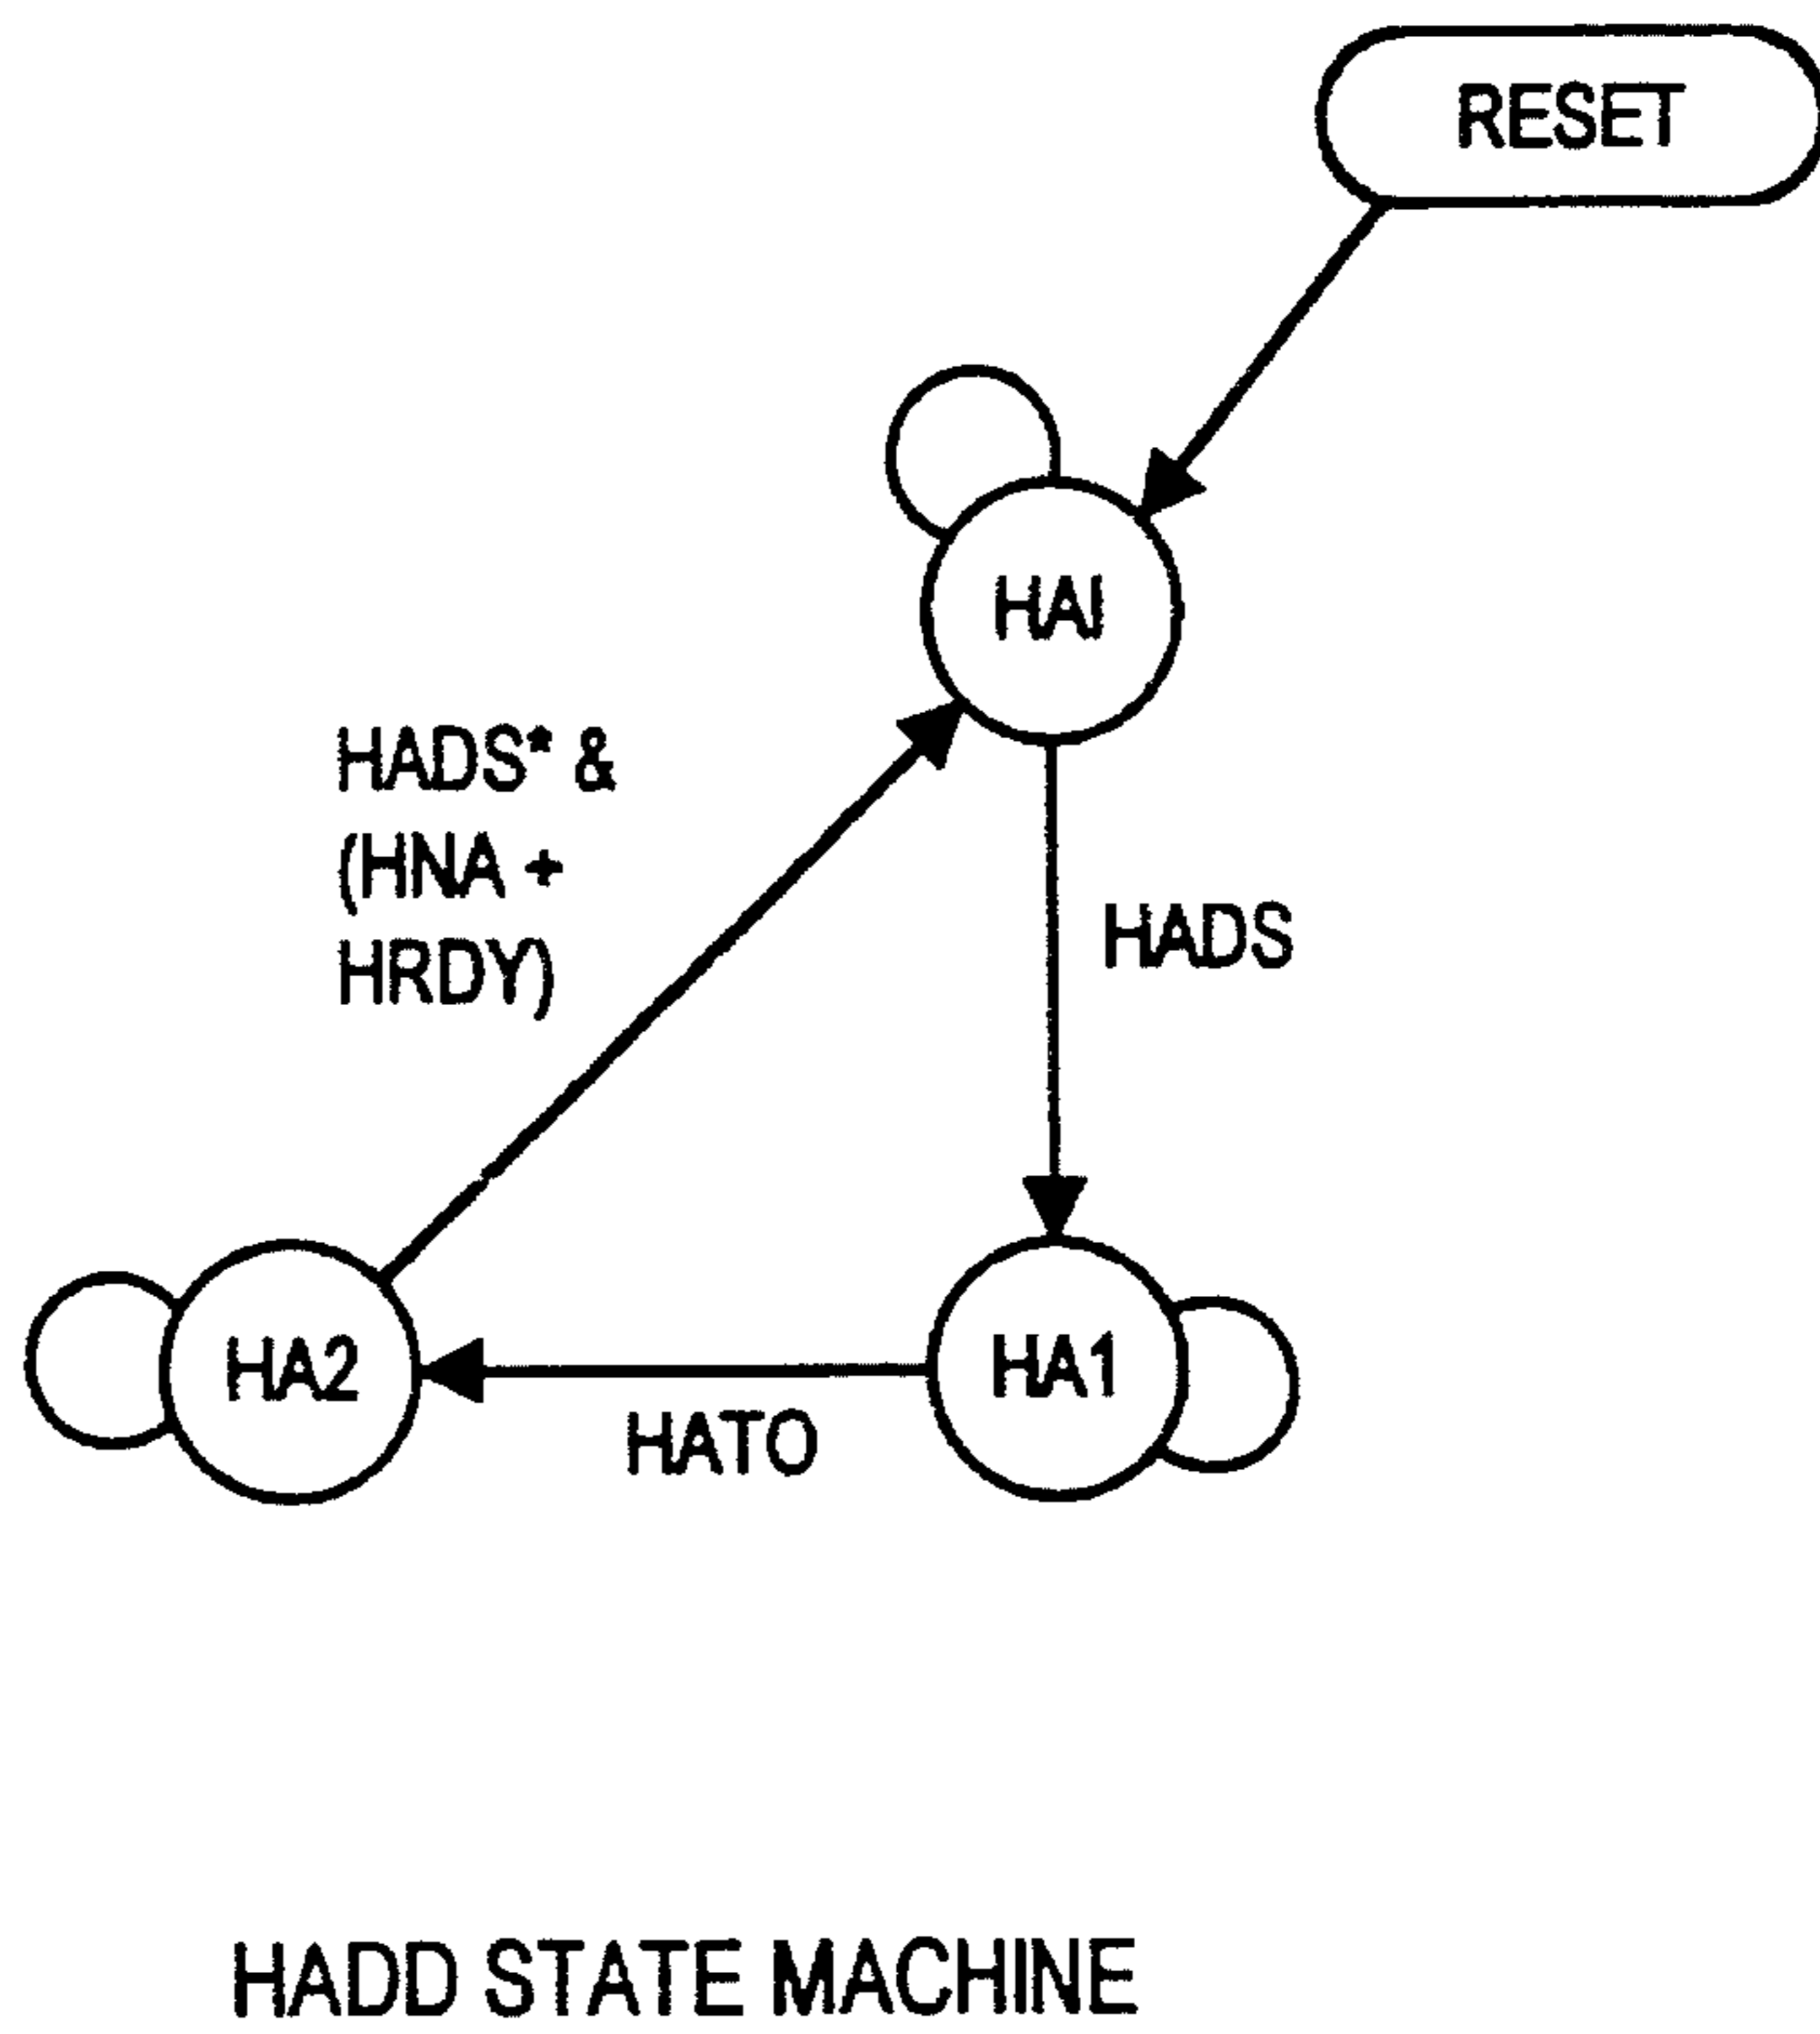 RESET
HAI
HADS* &
(HNA +
HRDY)
HADS
HA2
HA1
HATO
HADD STATE MACHINE